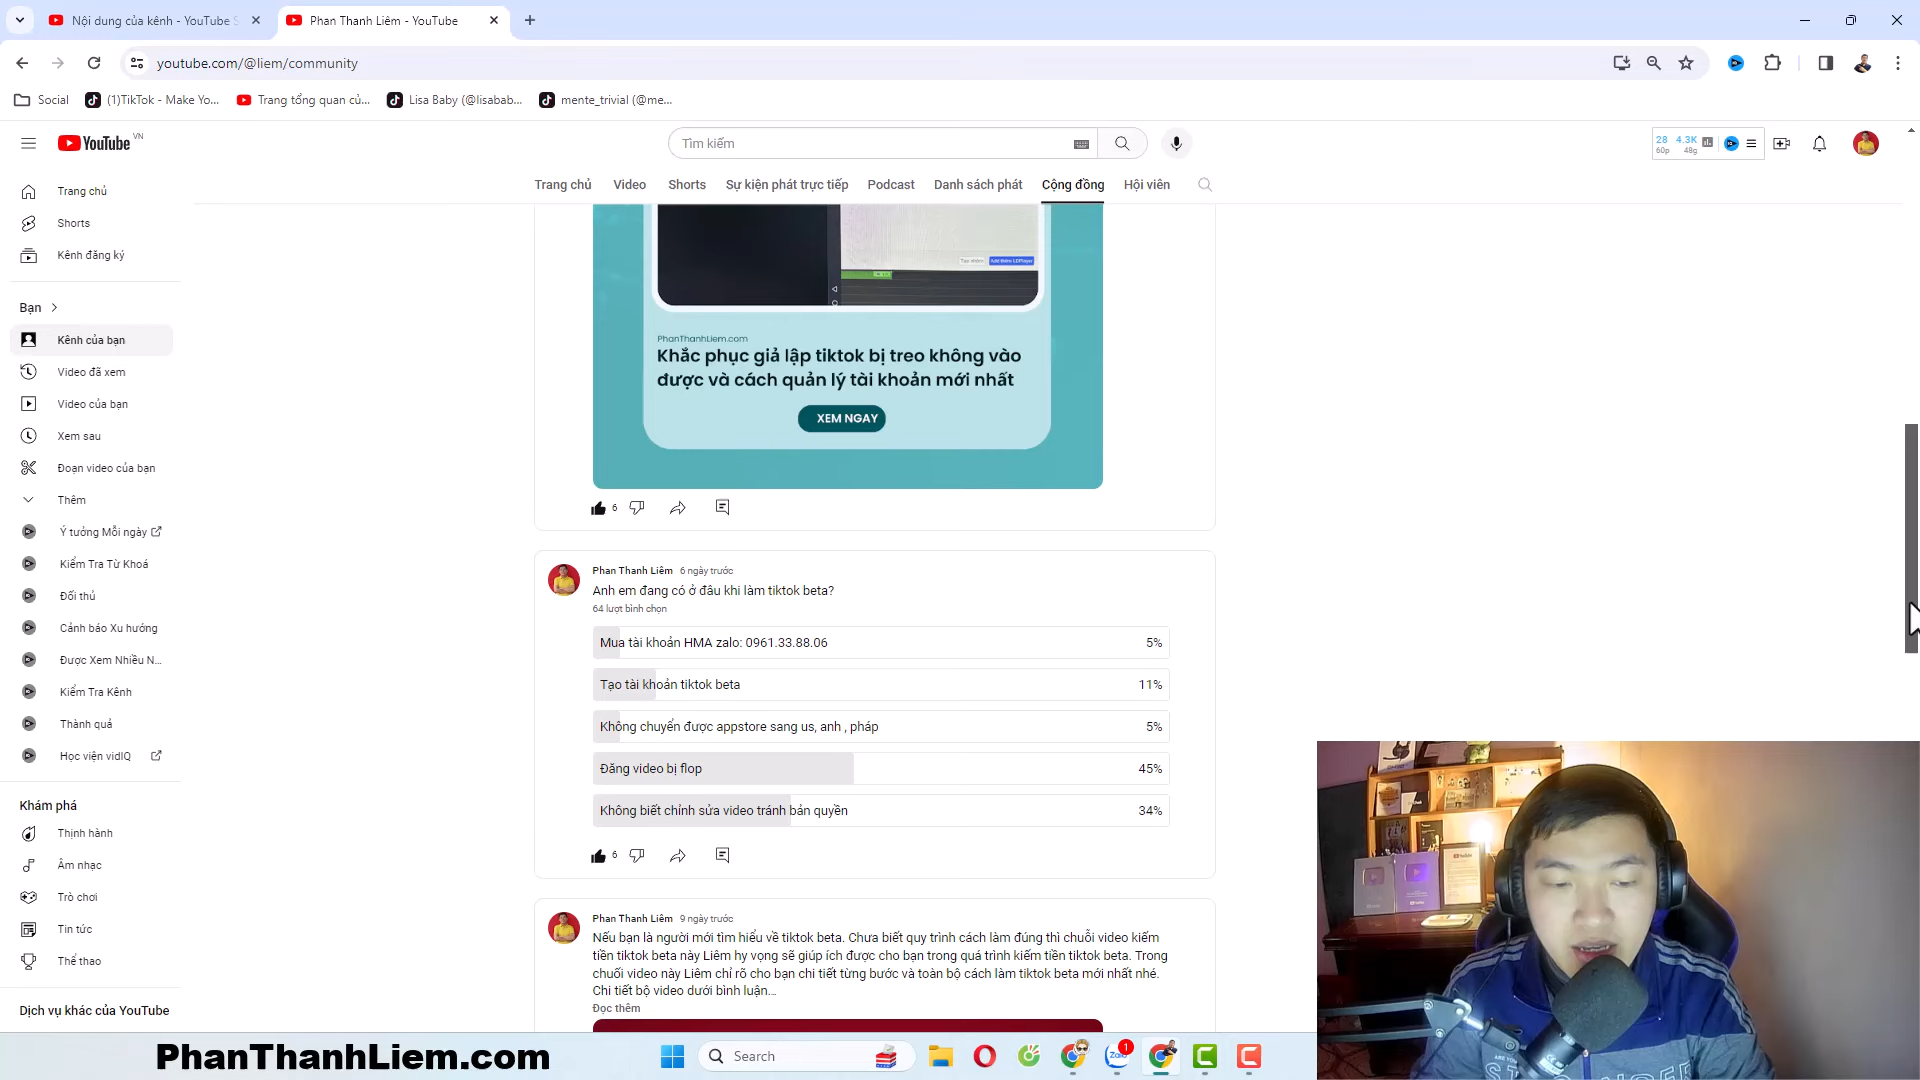 Nội dung của kênh - YouTube S
Phan Thanh Liêm - YouTube
youtube.com/@liem/community
Social
(1)TikTok - Make Yo...
Trang tổng quan củ...
Lisa Baby (@lisabab...
mente_trivial (@me...
YouTube VN
Tìm kiếm
28 4.3K
60p 48g
Trang chủ
Video
Shorts
Sự kiện phát trực tiếp
Podcast
Danh sách phát
Cộng đồng
Hội viên
Trang chủ
Shorts
Kênh đăng ký
Bạn
Kênh của bạn
Video đã xem
Video của bạn
Xem sau
Đoạn video của bạn
Thêm
Ý tưởng Mỗi ngày
Kiểm Tra Từ Khoá
Đối thủ
Cảnh báo Xu hướng
Được Xem Nhiều N...
Kiểm Tra Kênh
Thành quả
Học viện vidIQ
Khám phá
Thịnh hành
Âm nhạc
Trò chơi
Tin tức
Thể thao
Dịch vụ khác của YouTube
PhanThanhLiem.com
Khắc phục giả lập tiktok bị treo không vào
được và cách quản lý tài khoản mới nhất
XEM NGAY
6
Phan Thanh Liêm 6 ngày trước
Anh em đang có ở đâu khi làm tiktok beta?
64 lượt bình chọn
Mua tài khoản HMA zalo: 0961.33.88.06 5%
Tạo tài khoản tiktok beta 11%
Không chuyển được appstore sang us, anh , pháp 5%
Đăng video bị flop 45%
Không biết chỉnh sửa video tránh bản quyền 34%
6
Phan Thanh Liêm 9 ngày trước
Nếu bạn là người mới tìm hiểu về tiktok beta. Chưa biết quy trình cách làm đúng thì chuỗi video kiếm
tiền tiktok beta này Liêm hy vọng sẽ giúp ích được cho bạn trong quá trình kiếm tiền tiktok beta. Trong
chuỗi video này Liêm chỉ rõ cho bạn chi tiết từng bước và toàn bộ cách làm tiktok beta mới nhất nhé.
Chi tiết bộ video dưới bình luận...
Đọc thêm
PhanThanhLiem.com
Search
Zalo
1